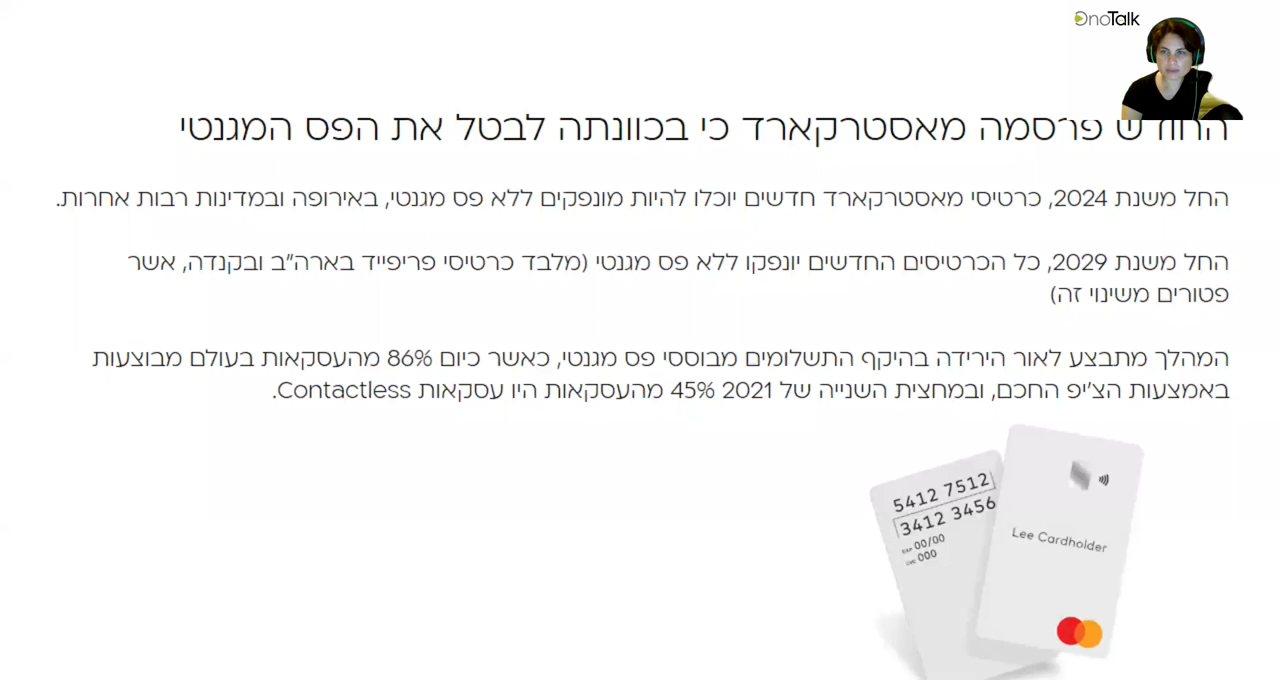 OnoTalk
החודש פרסמה מאסטרקארד כי בכוונתה לבטל את הפס המגנטי
החל משנת 2024, כרטיסי מאסטרקארד חדשים יוכלו להיות מונפקים ללא פס מגנטי, באירופה ובמדינות רבות אחרות.
החל משנת 2029, כל הכרטיסים החדשים יונפקו ללא פס מגנטי (מלבד כרטיסי פריפייד בארה״ב ובקנדה, אשר
פטורים משינוי זה)
המהלך מתבצע לאור הירידה בהיקף התשלומים מבוססי פס מגנטי, כאשר כיום 86% מהעסקאות בעולם מבוצעות
באמצעות הצ׳יפ החכם, ובמחצית השנייה של 2021 45% מהעסקאות היו עסקאות Contactless.
5412 7512
3412 3456
EXP 00/00
CVC 000
Lee Cardholder